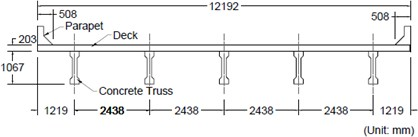 12192
508
508
Parapet
Deck
203
1067
Concrete Truss
1219
2438
2438
2438
2438
1219
(Unit: mm)